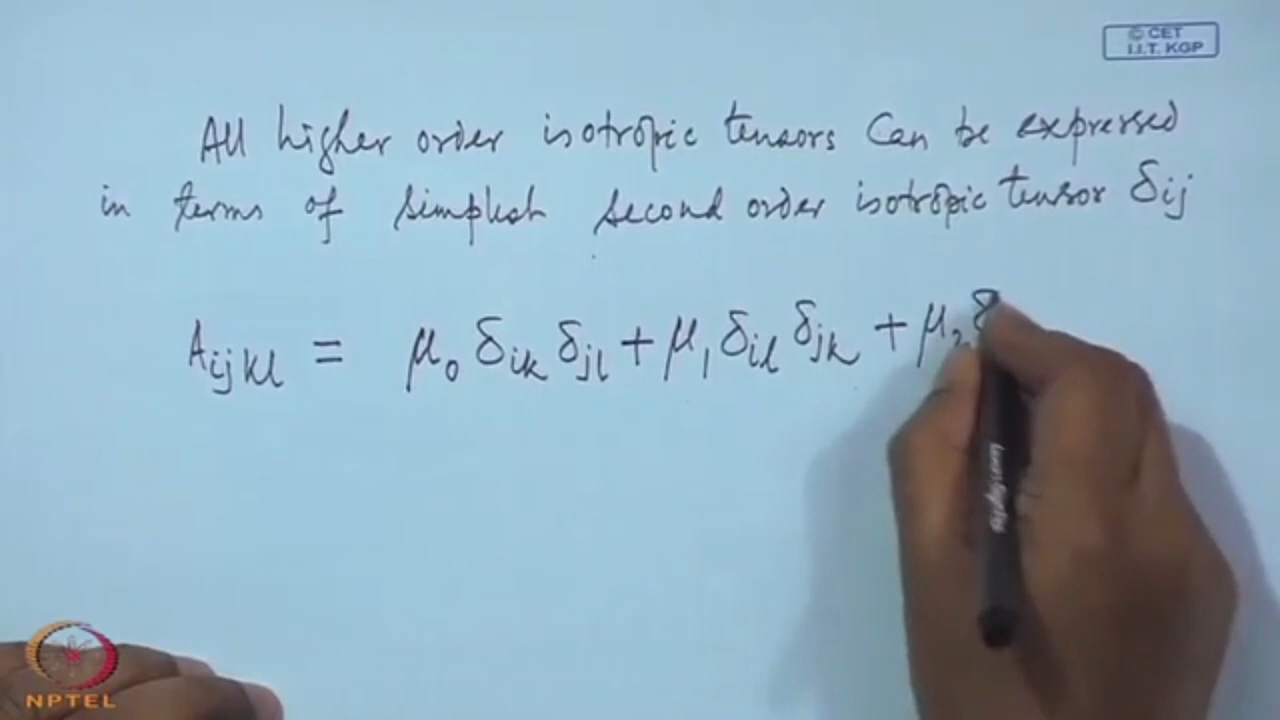 © CET
I.I.T. KGP
All higher order isotropic tensors Can be expressed
in terms of simplest second order isotropic tensor δij
Aijkl = μ0 δik δjl + μ1 δil δjk + μ2 δ
NPTEL